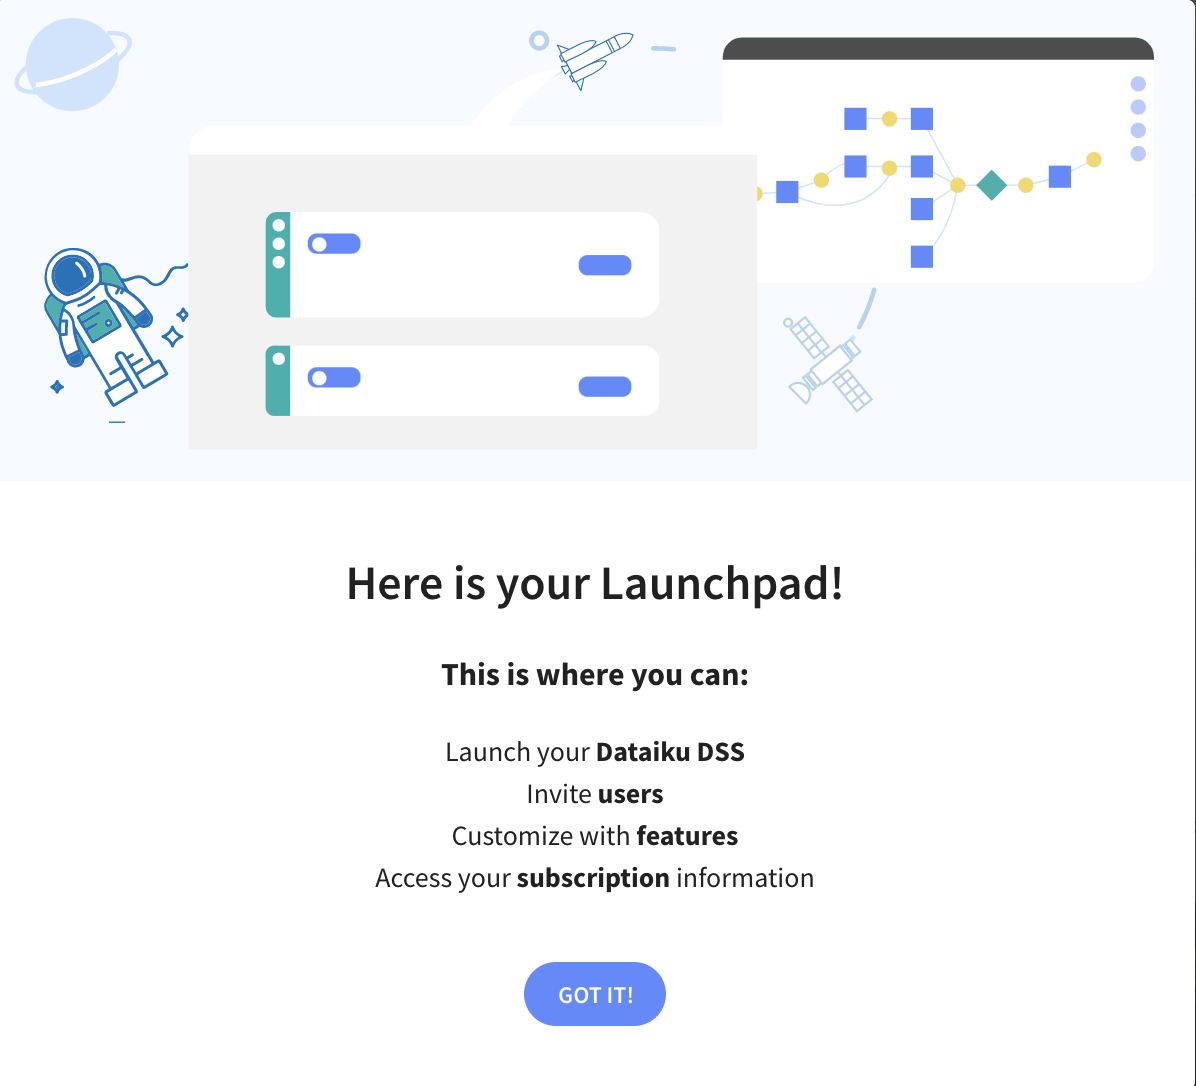 Here is your Launchpad!
This is where you can:
Launch your Dataiku DSS
Invite users
Customize with features
Access your subscription information
GOT IT!